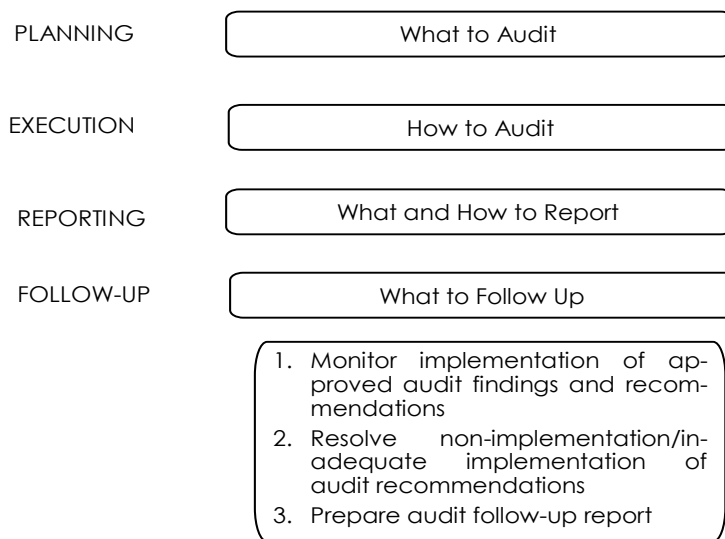 PLANNING What to Audit
EXECUTION How to Audit
REPORTING What and How to Report
FOLLOW-UP What to Follow Up
1. Monitor implementation of ap-
proved audit findings and recom-
mendations
2. Resolve non-implementation/in-
adequate implementation of
audit recommendations
3. Prepare audit follow-up report